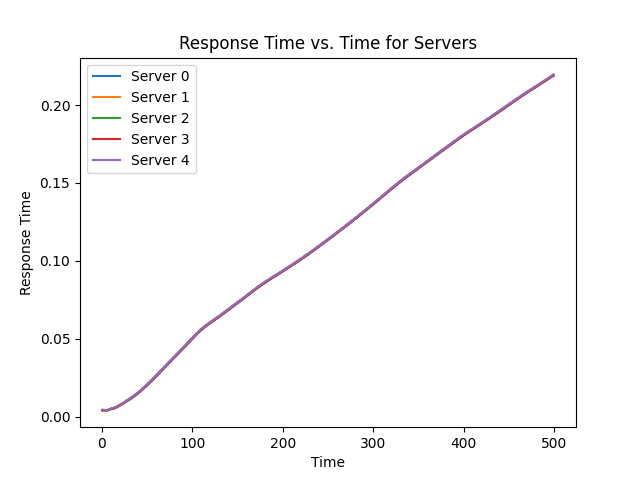 Response Time vs. Time for Servers
Server 0
Server 1
Server 2
Server 3
Server 4
Response Time
0.20
0.15
0.10
0.05
0.00
0
100
200
300
400
500
Time